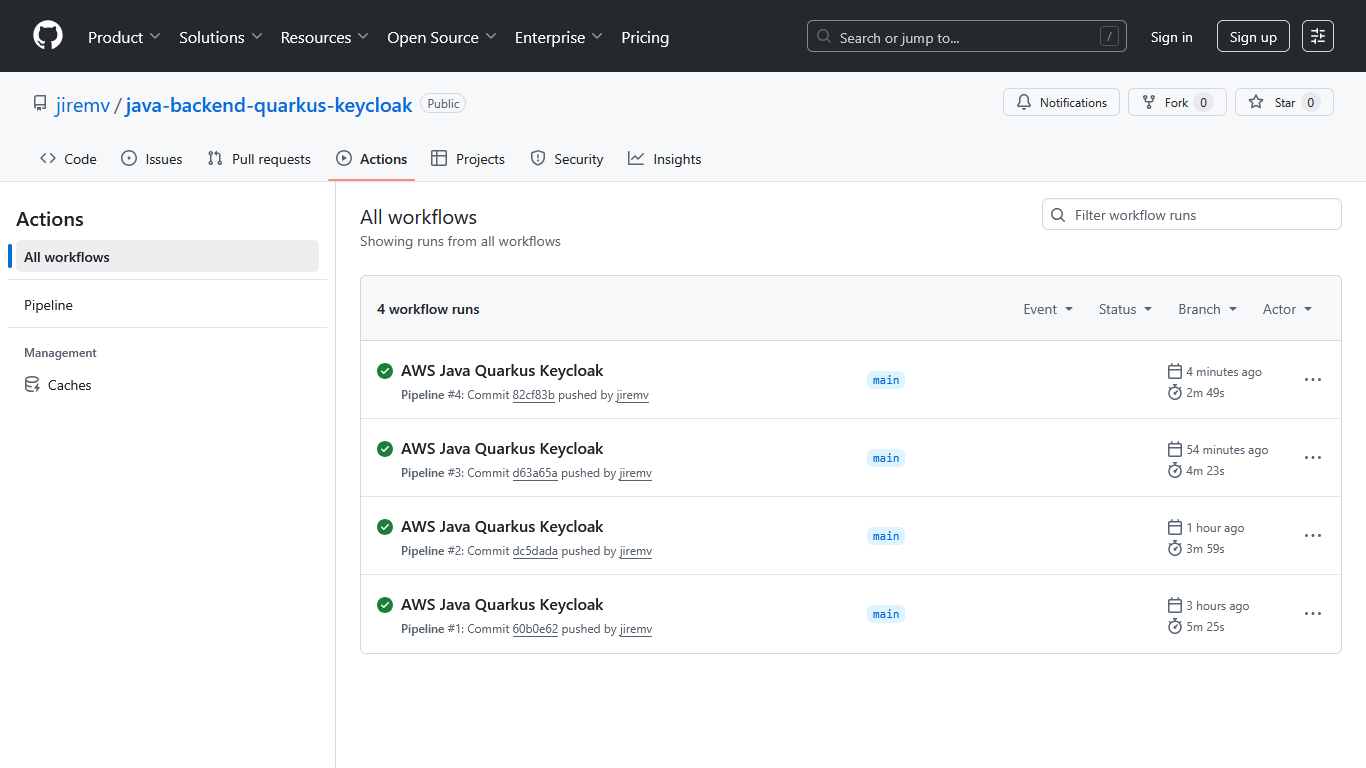 Product Solutions Resources Open Source Enterprise Pricing Search or jump to... / Sign in Sign up
jiremv / java-backend-quarkus-keycloak Public Notifications Fork 0 Star 0
Code Issues Pull requests Actions Projects Security Insights
Actions
All workflows
Pipeline
Management
Caches
All workflows
Showing runs from all workflows
Filter workflow runs
4 workflow runs Event Status Branch Actor
AWS Java Quarkus Keycloak
Pipeline #4: Commit 82cf83b pushed by jiremv
main
4 minutes ago
2m 49s
AWS Java Quarkus Keycloak
Pipeline #3: Commit d63a65a pushed by jiremv
main
54 minutes ago
4m 23s
AWS Java Quarkus Keycloak
Pipeline #2: Commit dc5dada pushed by jiremv
main
1 hour ago
3m 59s
AWS Java Quarkus Keycloak
Pipeline #1: Commit 60b0e62 pushed by jiremv
main
3 hours ago
5m 25s